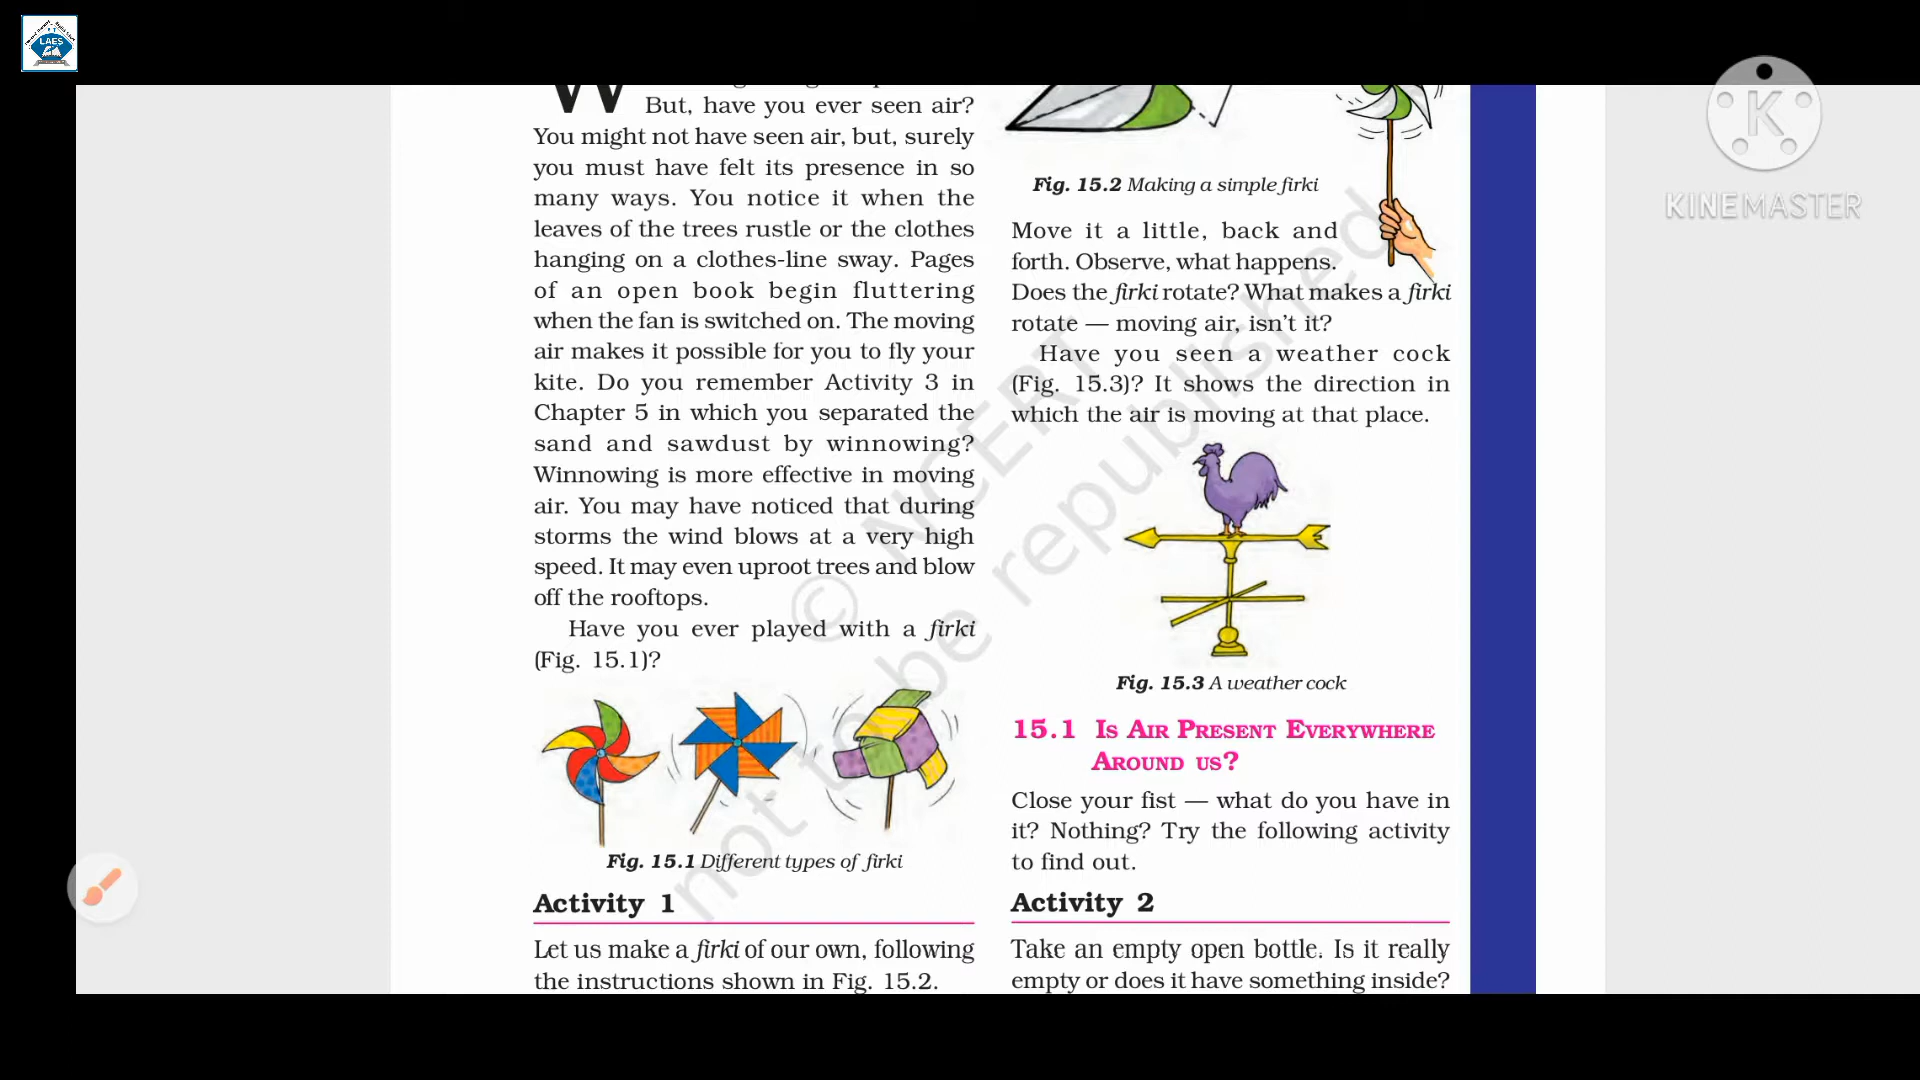 LAES
W
But, have you ever seen air?
You might not have seen air, but, surely
you must have felt its presence in so
many ways. You notice it when the
leaves of the trees rustle or the clothes
hanging on a clothes-line sway. Pages
of an open book begin fluttering
when the fan is switched on. The moving
air makes it possible for you to fly your
kite. Do you remember Activity 3 in
Chapter 5 in which you separated the
sand and sawdust by winnowing?
Winnowing is more effective in moving
air. You may have noticed that during
storms the wind blows at a very high
speed. It may even uproot trees and blow
off the rooftops.
Have you ever played with a firki
(Fig. 15.1)?
Fig. 15.1 Different types of firki
Activity 1
Let us make a firki of our own, following
the instructions shown in Fig. 15.2.
Fig. 15.2 Making a simple firki
Move it a little, back and
forth. Observe, what happens.
Does the firki rotate? What makes a firki
rotate — moving air, isn't it?
Have you seen a weather cock
(Fig. 15.3)? It shows the direction in
which the air is moving at that place.
Fig. 15.3 A weather cock
15.1 Is Air Present Everywhere
Around us?
Close your fist — what do you have in
it? Nothing? Try the following activity
to find out.
Activity 2
Take an empty open bottle. Is it really
empty or does it have something inside?
© NCERT
not to be republished
K
KINEMASTER